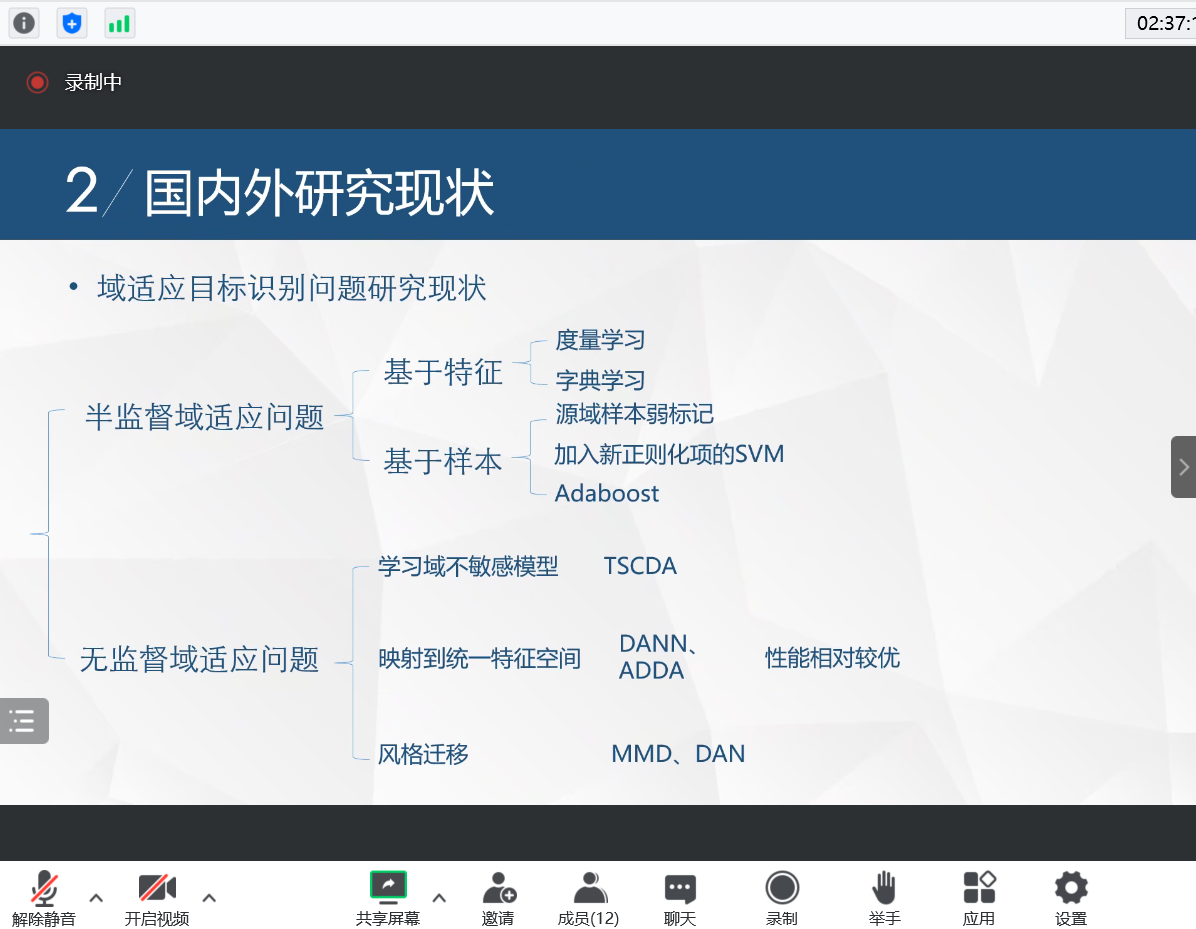 02:37:
录制中
2/国内外研究现状
• 域适应目标识别问题研究现状
半监督域适应问题
基于特征
度量学习
字典学习
基于样本
源域样本弱标记
加入新正则化项的SVM
Adaboost
无监督域适应问题
学习域不敏感模型 TSCDA
映射到统一特征空间 DANN、
ADDA 性能相对较优
风格迁移 MMD、DAN
解除静音 开启视频 共享屏幕 邀请 成员(12) 聊天 录制 举手 应用 设置